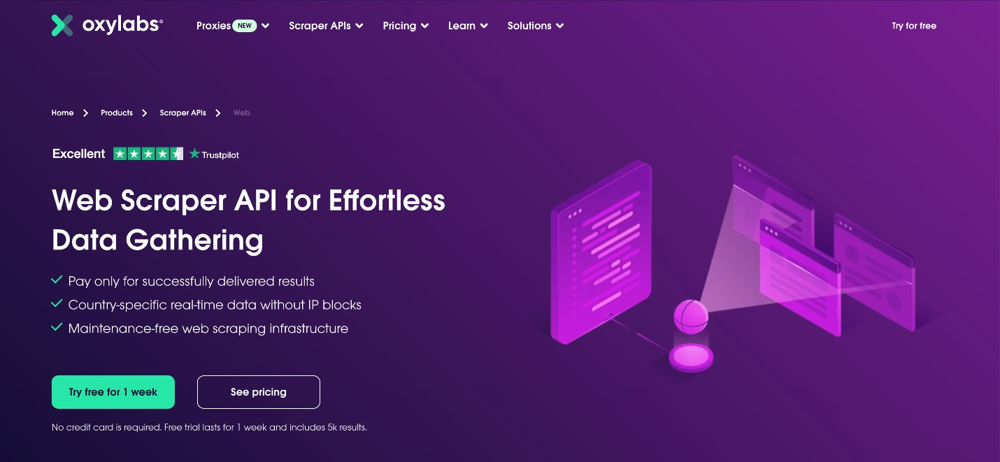 oxylabs®
Proxies NEW Scraper APIs Pricing Learn Solutions Try for free
Home Products Scraper APIs Web
Excellent Trustpilot
Web Scraper API for Effortless
Data Gathering
Pay only for successfully delivered results
Country-specific real-time data without IP blocks
Maintenance-free web scraping infrastructure
Try free for 1 week See pricing
No credit card is required. Free trial lasts for 1 week and includes 5k results.